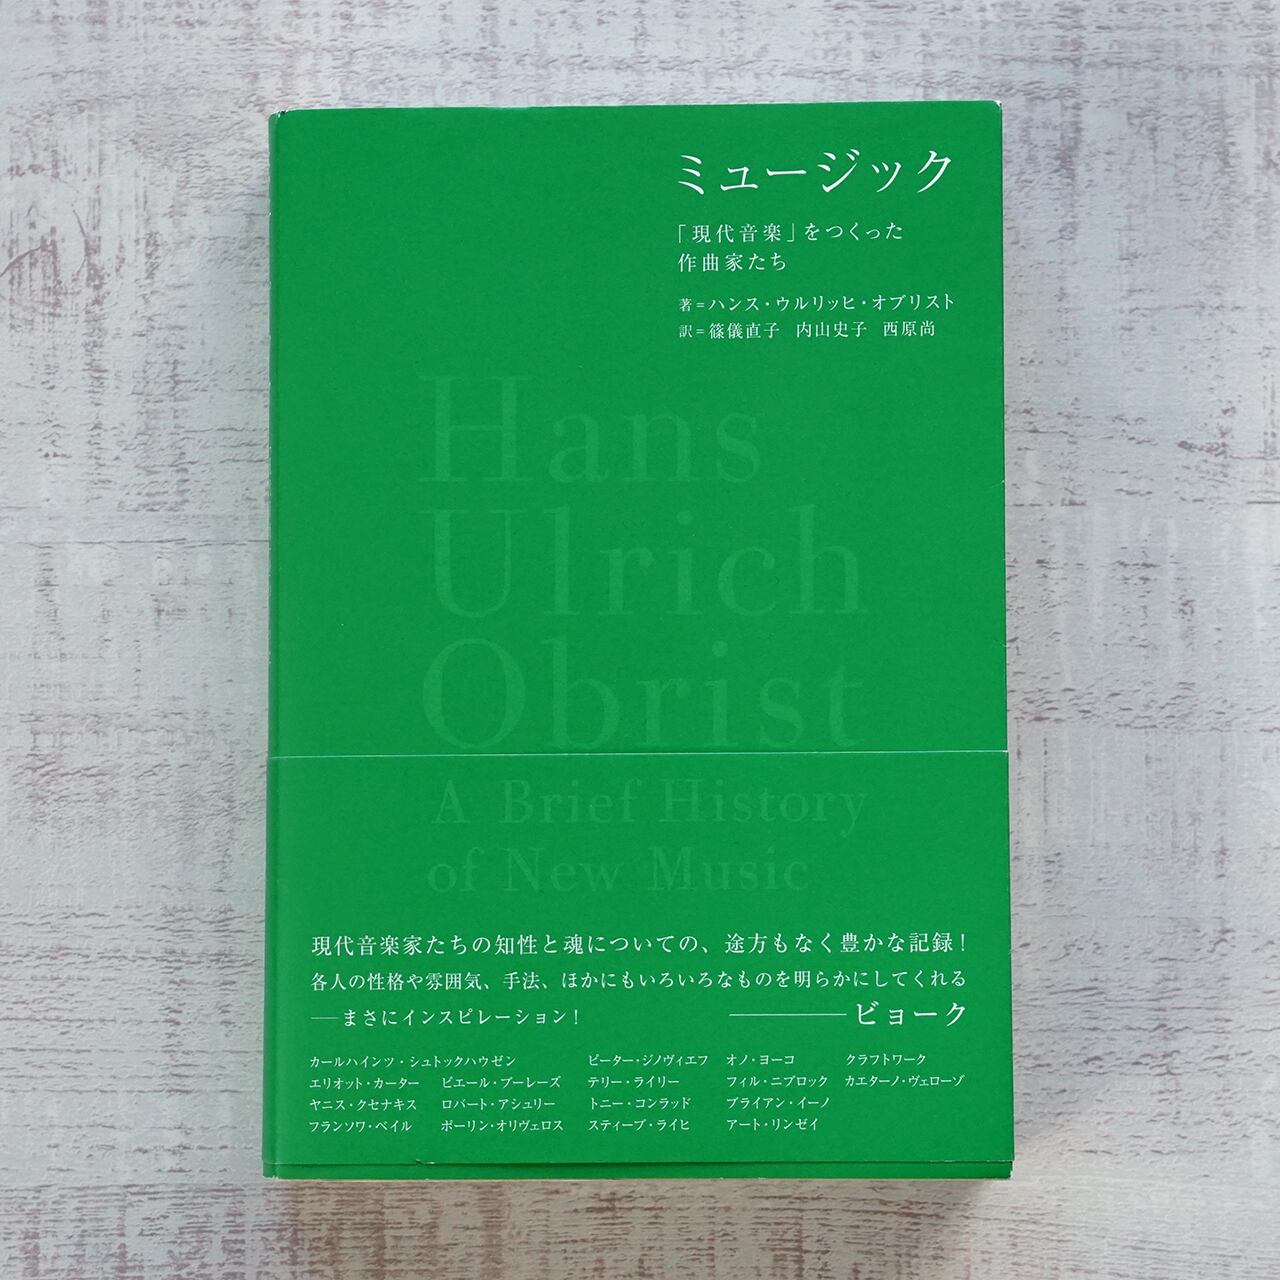 ミュージック
「現代音楽」をつくった
作曲家たち
著=ハンス・ウルリッヒ・オブリスト
訳=篠儀直子 内山史子 西原尚
Hans
Ulrich
Obrist
A Brief History
of New Music
現代音楽家たちの知性と魂についての、途方もなく豊かな記録!
各人の性格や雰囲気、手法、ほかにもいろいろなものを明らかにしてくれる
──まさにインスピレーション! ────ビョーク
カールハインツ・シュトックハウゼン ピーター・ジノヴィエフ オノ・ヨーコ クラフトワーク
エリオット・カーター ピエール・ブーレーズ テリー・ライリー フィル・ニブロック カエターノ・ヴェローゾ
ヤニス・クセナキス ロバート・アシュリー トニー・コンラッド ブライアン・イーノ
フランソワ・ベイル ポーリン・オリヴェロス スティーブ・ライヒ アート・リンゼイ